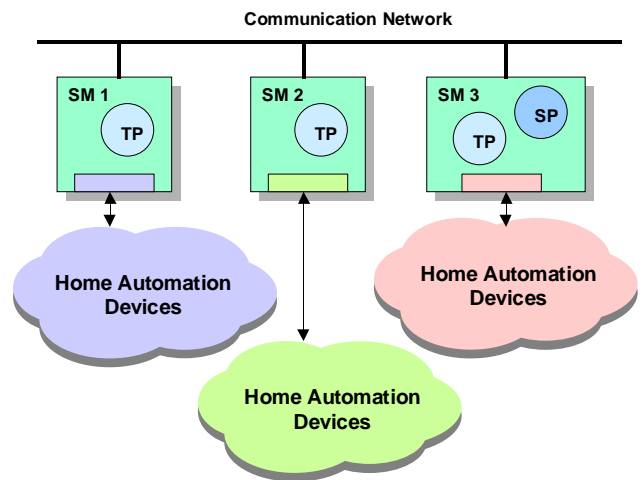 Communication Network
SM 1
TP
SM 2
TP
SM 3
SP
TP
Home Automation
Devices
Home Automation
Devices
Home Automation
Devices